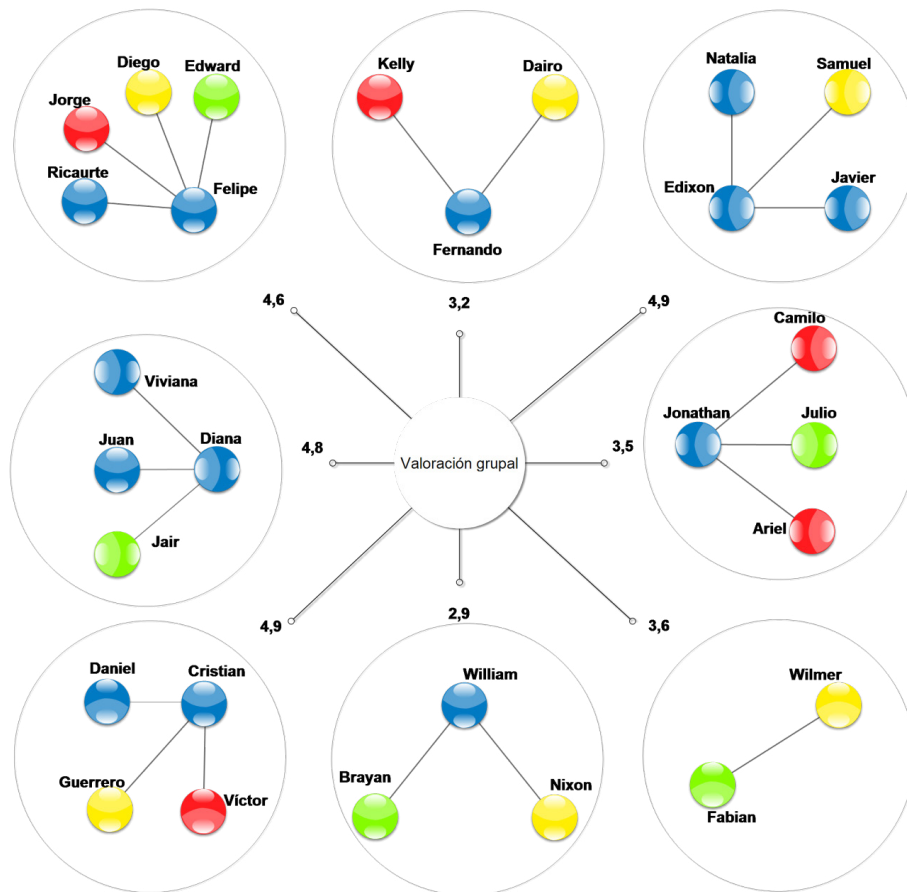 Diego
Edward
Jorge
Ricaurte
Felipe
Kelly
Dairo
Fernando
Natalia
Samuel
Edixon
Javier
4,6
3,2
4,9
Viviana
Juan
Diana
Jair
4,8
Valoración grupal
3,5
Camilo
Jonathan
Julio
Ariel
4,9
2,9
3,6
Daniel
Cristian
Guerrero
Víctor
William
Brayan
Nixon
Wilmer
Fabian